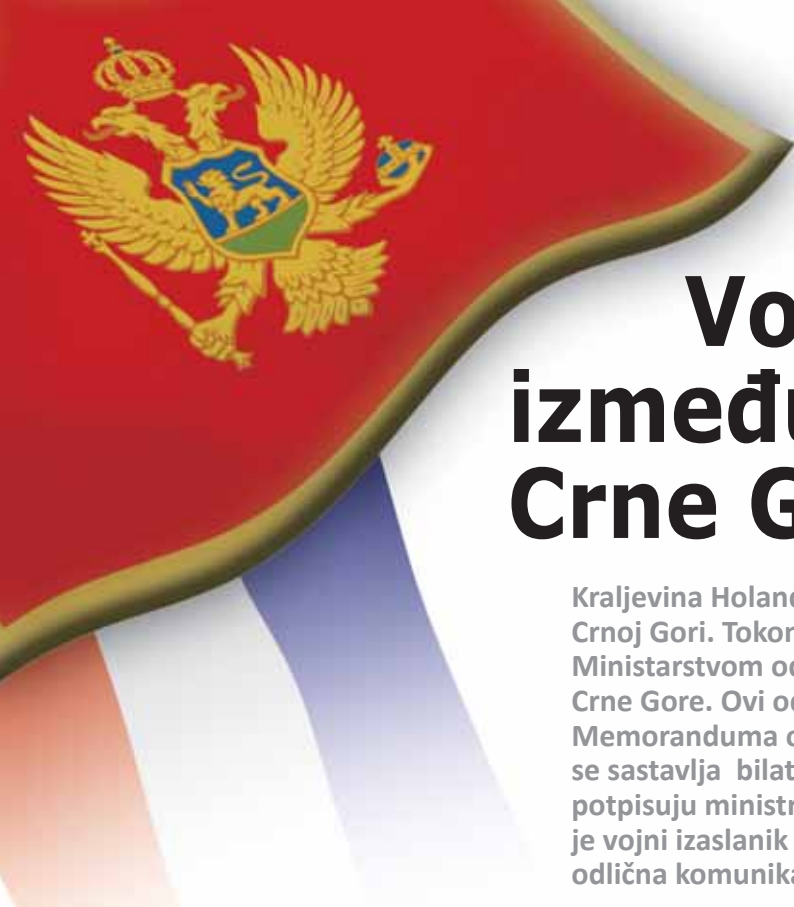 Vo
između
Crne G
Kraljevina Holand
Crnoj Gori. Tokon
Ministarstvom od
Crne Gore. Ovi od
Memoranduma o
se sastavlja bilat
potpisuju ministr
je vojni izaslanik
odlična komunika